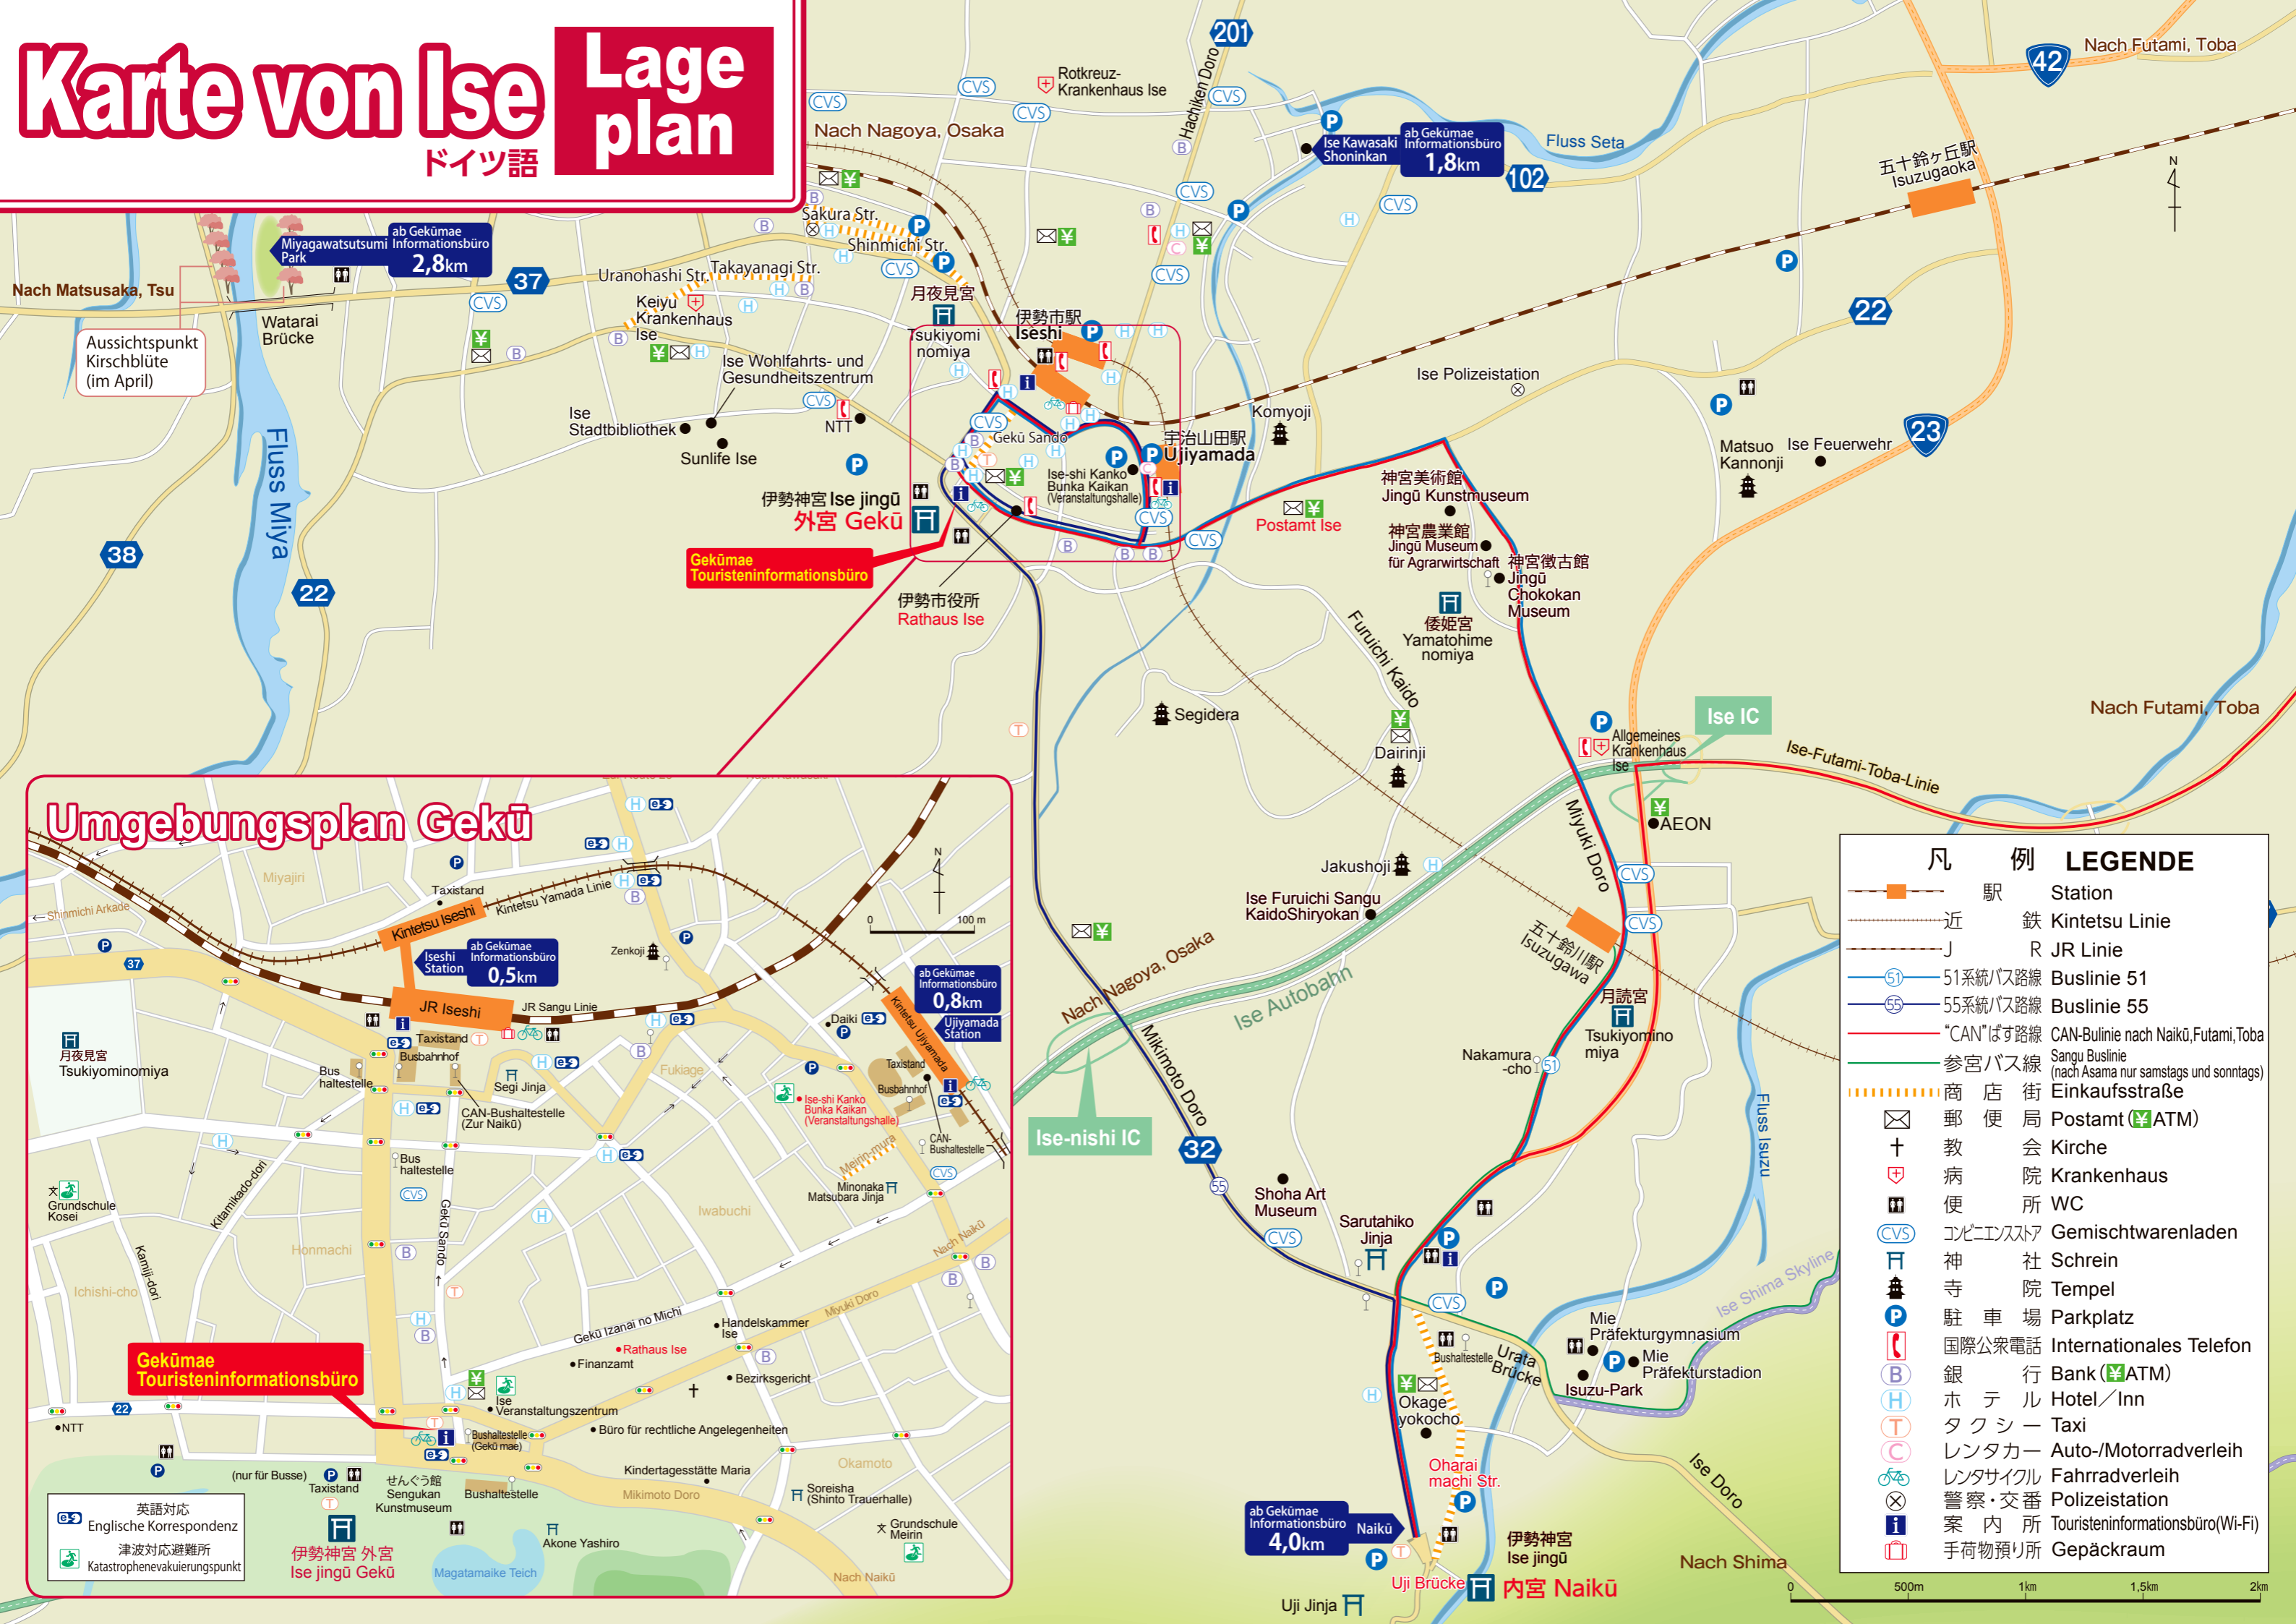 Karte von Ise
ドイツ語
Lage
plan
201
42
Nach Futami, Toba
Rotkreuz-
Krankenhaus Ise
Hachiken Doro
Nach Nagoya, Osaka
Fluss Seta
Ise Kawasaki
Shoninkan
ab Gekūmae
Informationsbüro
1,8km
102
五十鈴ヶ丘駅
Isuzugaoka
N
Miyagawatsutsumi
Park
ab Gekūmae
Informationsbüro
2,8km
37
Nach Matsusaka, Tsu
Watarai
Brücke
Aussichtspunkt
Kirschblüte
(im April)
Sakura Str.
Shinmichi Str.
Uranohashi Str.
Takayanagi Str.
Keiyu
Krankenhaus
Ise
月夜見宮
Tsukiyomi
nomiya
伊勢市駅
Iseshi
22
Ise Wohlfahrts- und
Gesundheitszentrum
Ise
Stadtbibliothek
Sunlife Ise
NTT
Gekū Sando
Ise-shi Kanko
Bunka Kaikan
(Veranstaltungshalle)
宇治山田駅
Ujiyamada
Komyoji
Ise Polizeistation
23
Matsuo
Kannonji
Ise Feuerwehr
伊勢神宮 Ise jingū
外宮 Gekū
Gekūmae
Touristeninformationsbüro
伊勢市役所
Rathaus Ise
Postamt Ise
神宮美術館
Jingū Kunstmuseum
神宮農業館
Jingū Museum
für Agrarwirtschaft
神宮徴古館
Jingū
Chokokan
Museum
倭姫宮
Yamatohime
nomiya
Fluss Miya
38
22
Furuichi Kaido
Segidera
Dairinji
Allgemeines
Krankenhaus
Ise
Ise IC
Nach Futami, Toba
Ise-Futami-Toba-Linie
AEON
Miyuki Doro
Jakushoji
Ise Furuichi Sangu
KaidoShiryokan
五十鈴川駅
Isuzugawa
月読宮
Tsukiyomino
miya
Nakamura
-cho
51
Nach Nagoya, Osaka
Ise Autobahn
Ise-nishi IC
Mikimoto Doro
32
55
Shoha Art
Museum
Sarutahiko
Jinja
Fluss Isuzu
Ise Shima Skyline
Bushaltestelle
Urata
Brücke
Mie
Präfekturgymnasium
Mie
Präfekturstadion
Isuzu-Park
Okage
yokocho
Oharai
machi Str.
Ise Doro
ab Gekūmae
Informationsbüro
4,0km
Naikū
Uji Brücke
伊勢神宮
Ise jingū
内宮 Naikū
Uji Jinja
Nach Shima
Umgebungsplan Gekū
Miyajiri
Shinmichi Arkade
Taxistand
Kintetsu Iseshi
Kintetsu Yamada Linie
N
0
100 m
37
Iseshi
Station
ab Gekūmae
Informationsbüro
0,5km
Zenkoji
JR Iseshi
JR Sangu Linie
ab Gekūmae
Informationsbüro
0,8km
Ujiyamada
Station
Kintetsu Ujiyamada
Daiki
月夜見宮
Tsukiyominomiya
Taxistand
Busbahnhof
Bus
haltestelle
Segi Jinja
CAN-Bushaltestelle
(Zur Naikū)
Fukiage
Taxistand
Busbahnhof
Ise-shi Kanko
Bunka Kaikan
(Veranstaltungshalle)
CAN-
Bushaltestelle
Meirin-mura
Minonaka
Matsubara Jinja
Bus
haltestelle
Grundschule
Kosei
Kitamikado-dori
Kamiji-dori
Gekū Sando
Honmachi
Iwabuchi
Ichishi-cho
Nach Naikū
Gekū Izanai no Michi
Miyuki Doro
Handelskammer
Ise
Rathaus Ise
Finanzamt
Bezirksgericht
Gekūmae
Touristeninformationsbüro
22
NTT
Ise
Veranstaltungszentrum
Bushaltestelle
(Gekū mae)
Büro für rechtliche Angelegenheiten
Okamoto
(nur für Busse)
Taxistand
せんぐう館
Sengukan
Kunstmuseum
Bushaltestelle
Kindertagesstätte Maria
Mikimoto Doro
Soreisha
(Shinto Trauerhalle)
Grundschule
Meirin
伊勢神宮 外宮
Ise jingū Gekū
Akone Yashiro
Magatamaike Teich
Nach Naikū
英語対応
Englische Korrespondenz
津波対応避難所
Katastrophenevakuierungspunkt
凡例 LEGENDE
駅 Station
近鉄 Kintetsu Linie
JR JR Linie
51 51系統バス路線 Buslinie 51
55 55系統バス路線 Buslinie 55
“CAN”ばす路線 CAN-Bulinie nach Naikū,Futami,Toba
参宮バス線 Sangu Buslinie
(nach Asama nur samstags und sonntags)
商店街 Einkaufsstraße
郵便局 Postamt (¥ATM)
教会 Kirche
病院 Krankenhaus
便所 WC
CVS コンビニエンスストア Gemischtwarenladen
神社 Schrein
寺院 Tempel
P 駐車場 Parkplatz
国際公衆電話 Internationales Telefon
B 銀行 Bank (¥ATM)
H ホテル Hotel／Inn
T タクシー Taxi
C レンタカー Auto-/Motorradverleih
レンタサイクル Fahrradverleih
警察・交番 Polizeistation
i 案内所 Touristeninformationsbüro(Wi-Fi)
手荷物預り所 Gepäckraum
0 500m 1km 1,5km 2km